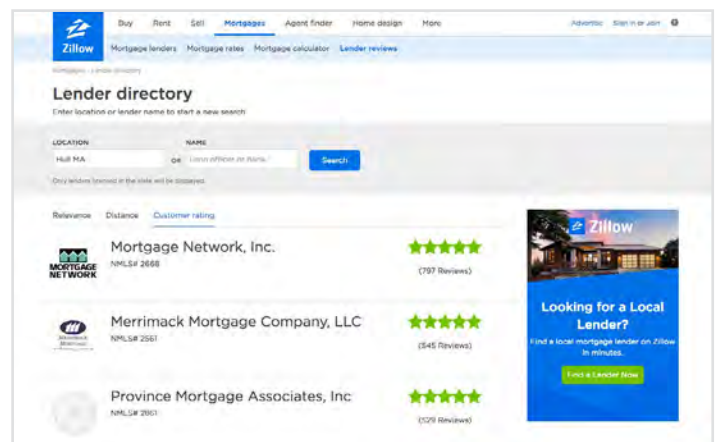 Buy Rent Sell Mortgages Agent finder Home design More Advertise Sign in or Join
Zillow
Mortgage lenders Mortgage rates Mortgage calculator Lender reviews
Mortgages Lender directory
Lender directory
Enter location or lender name to start a new search
LOCATION NAME
Hull MA OR Search
Only lenders licensed in the state will be displayed.
Relevance Distance Customer rating
Mortgage Network, Inc.
NMLS# 2668
(797 Reviews)
MORTGAGE
NETWORK
Merrimack Mortgage Company, LLC
NMLS# 2561
(545 Reviews)
Province Mortgage Associates, Inc
NMLS#
(529 Reviews)
Zillow
Looking for a Local
Lender?
Find a local mortgage lender on Zillow
in minutes.
Find a Lender Now